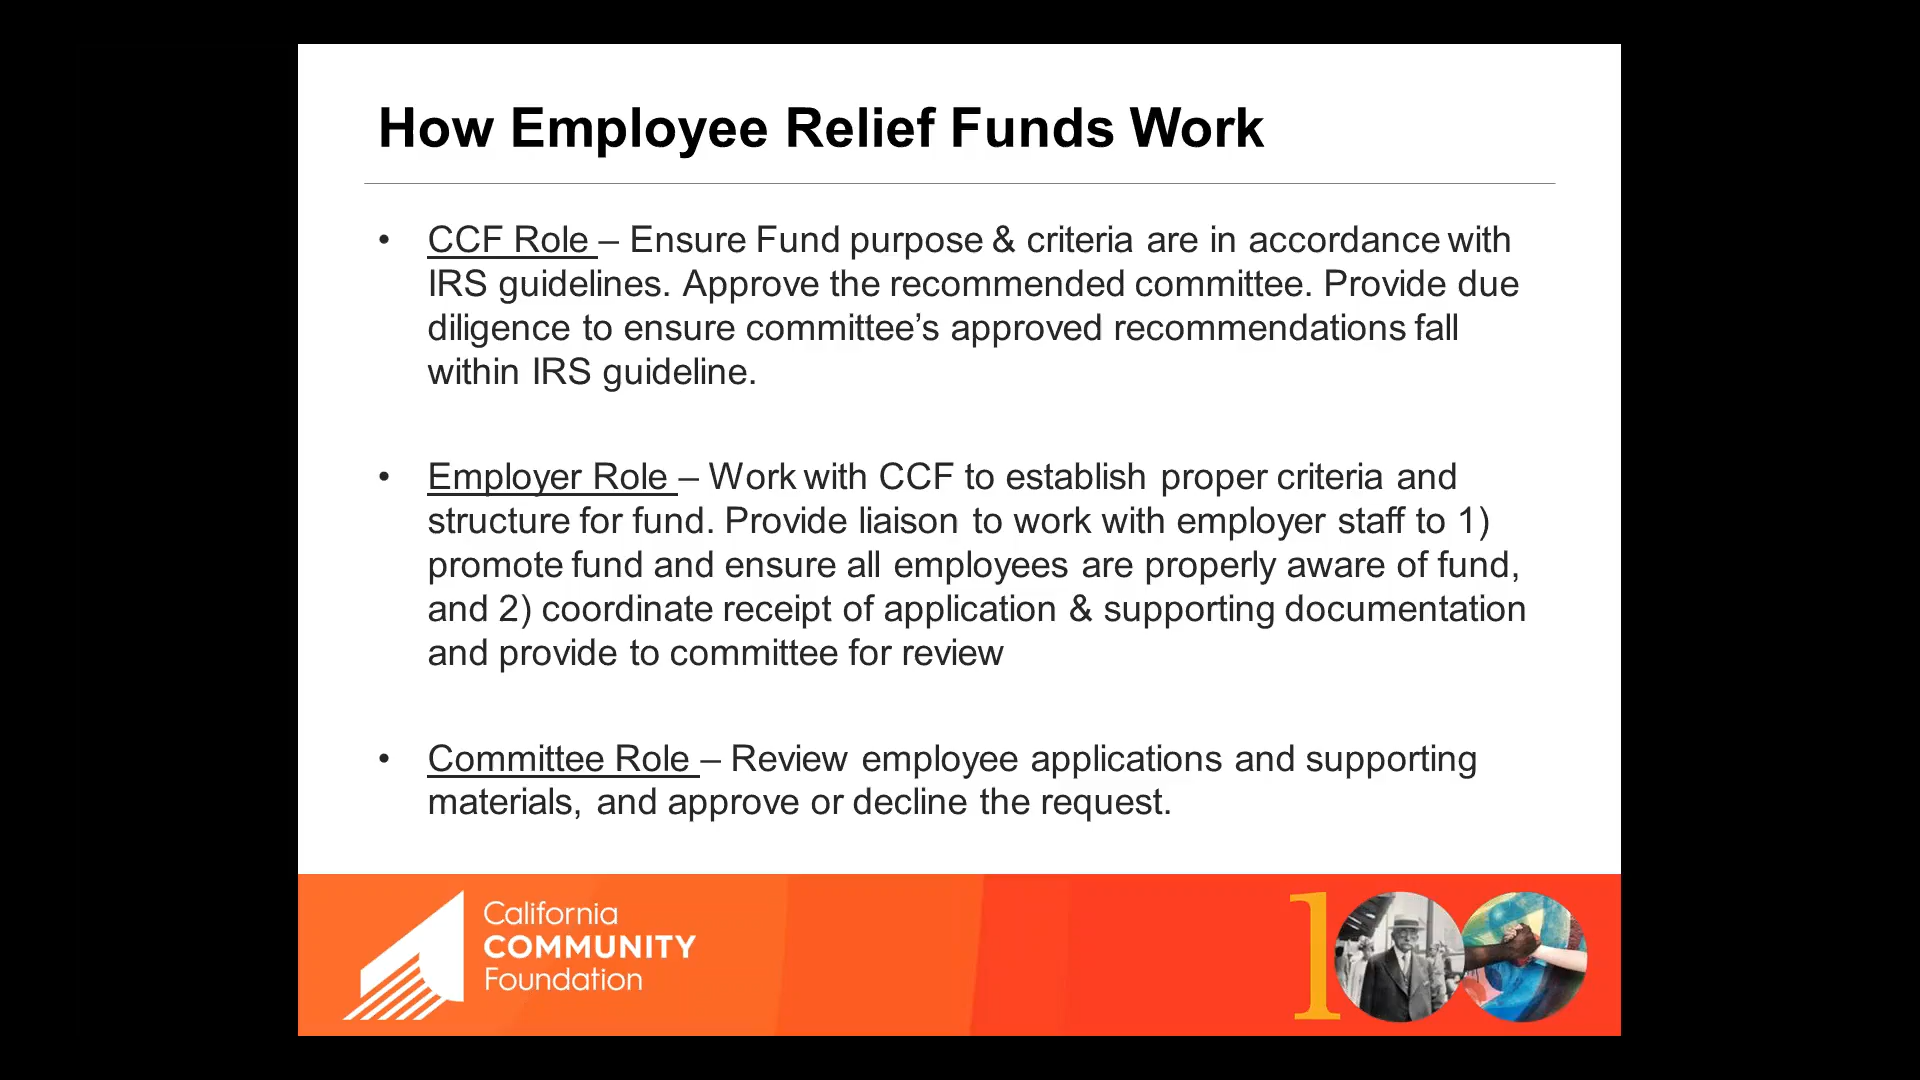 How Employee Relief Funds Work
• CCF Role – Ensure Fund purpose & criteria are in accordance with
IRS guidelines. Approve the recommended committee. Provide due
diligence to ensure committee’s approved recommendations fall
within IRS guideline.
• Employer Role – Work with CCF to establish proper criteria and
structure for fund. Provide liaison to work with employer staff to 1)
promote fund and ensure all employees are properly aware of fund,
and 2) coordinate receipt of application & supporting documentation
and provide to committee for review
• Committee Role – Review employee applications and supporting
materials, and approve or decline the request.
California
COMMUNITY
Foundation
100